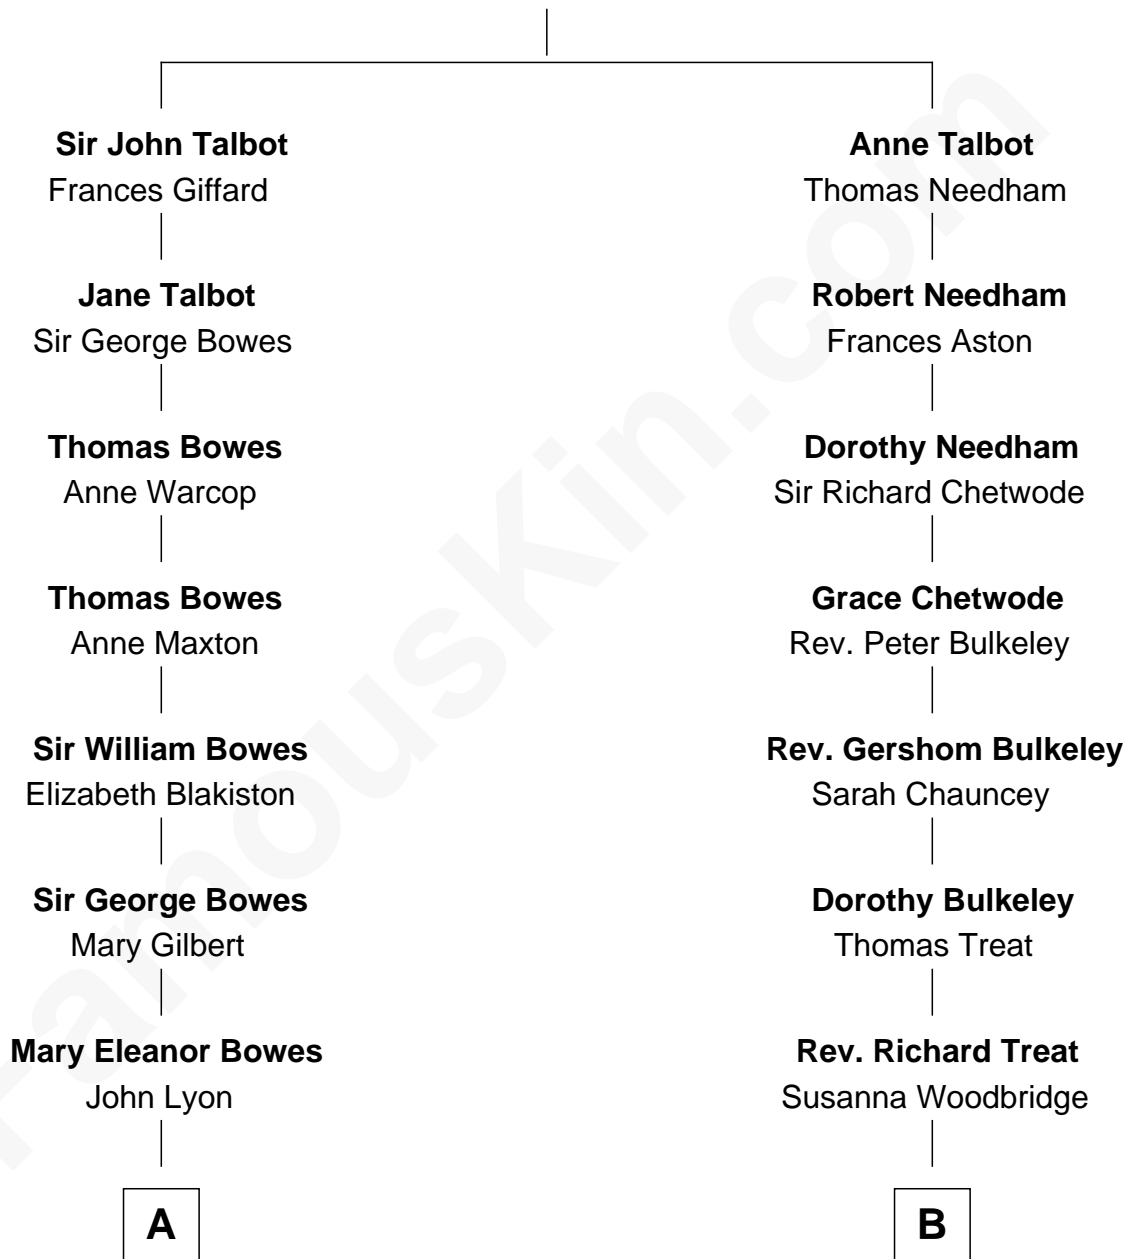 Sir John Talbot
Frances Giffard
Jane Talbot
Sir George Bowes
Thomas Bowes
Anne Warcop
Thomas Bowes
Anne Maxton
Sir William Bowes
Elizabeth Blakiston
Sir George Bowes
Mary Gilbert
Mary Eleanor Bowes
John Lyon
A
Anne Talbot
Thomas Needham
Robert Needham
Frances Aston
Dorothy Needham
Sir Richard Chetwode
Grace Chetwode
Rev. Peter Bulkeley
Rev. Gershom Bulkeley
Sarah Chauncey
Dorothy Bulkeley
Thomas Treat
Rev. Richard Treat
Susanna Woodbridge
B
FamousKin.com